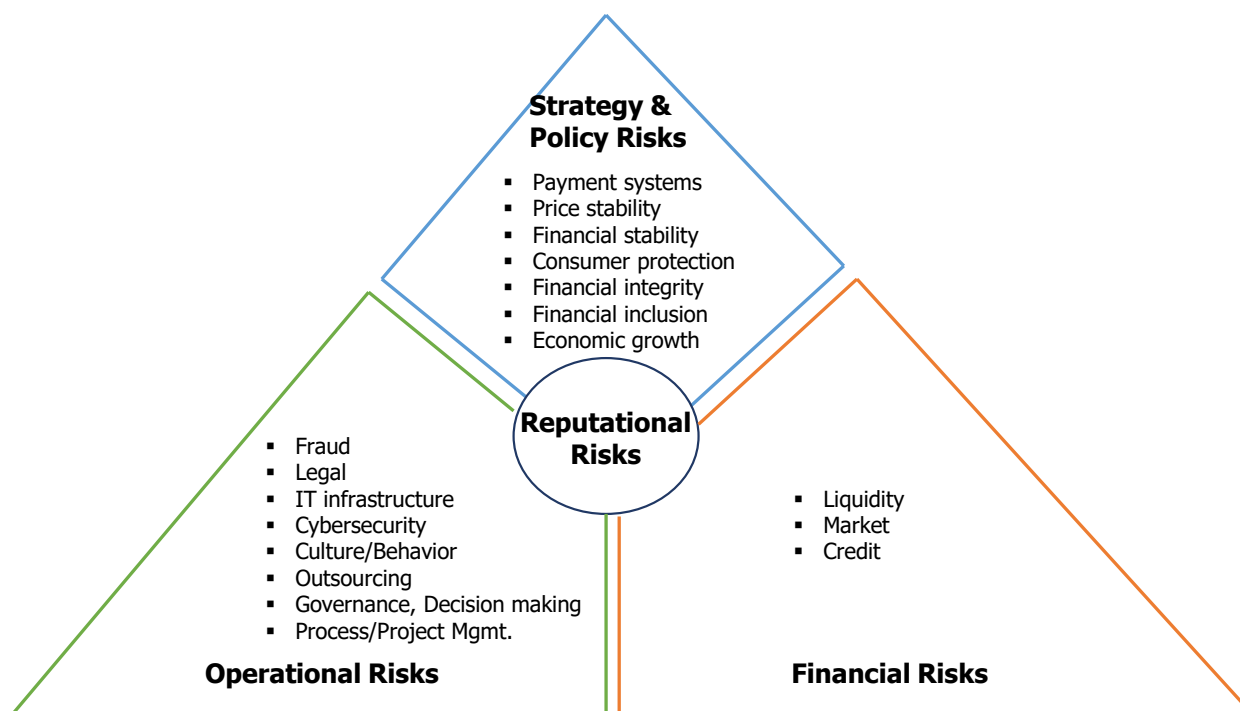 Strategy &
Policy Risks
▪ Payment systems
▪ Price stability
▪ Financial stability
▪ Consumer protection
▪ Financial integrity
▪ Financial inclusion
▪ Economic growth
Reputational
Risks
▪ Fraud
▪ Legal
▪ IT infrastructure
▪ Cybersecurity
▪ Culture/Behavior
▪ Outsourcing
▪ Governance, Decision making
▪ Process/Project Mgmt.
Operational Risks
▪ Liquidity
▪ Market
▪ Credit
Financial Risks